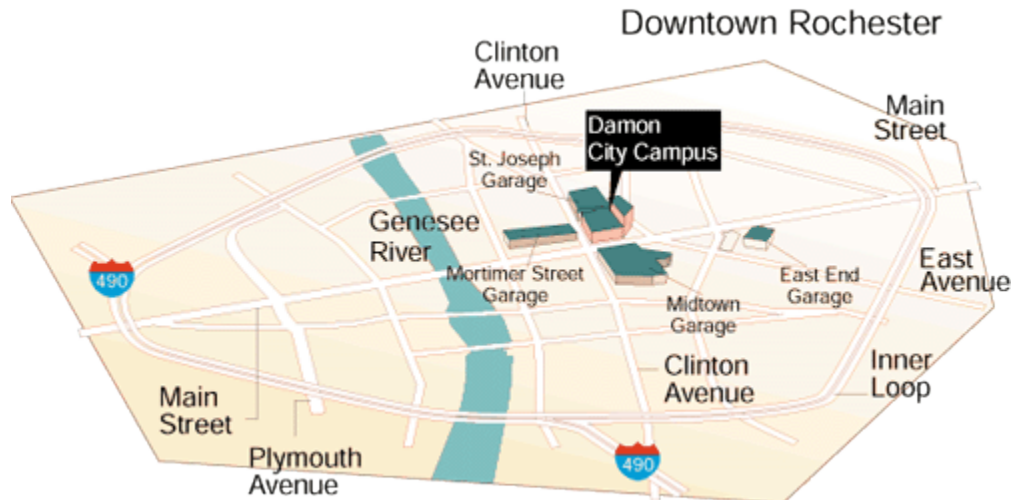 Downtown Rochester
Clinton
Avenue
Main
Street
Damon
City Campus
St. Joseph
Garage
Genesee
River
Mortimer Street
Garage
East End
Garage
East
Avenue
Midtown
Garage
490
Clinton
Avenue
Inner
Loop
Main
Street
Plymouth
Avenue
490